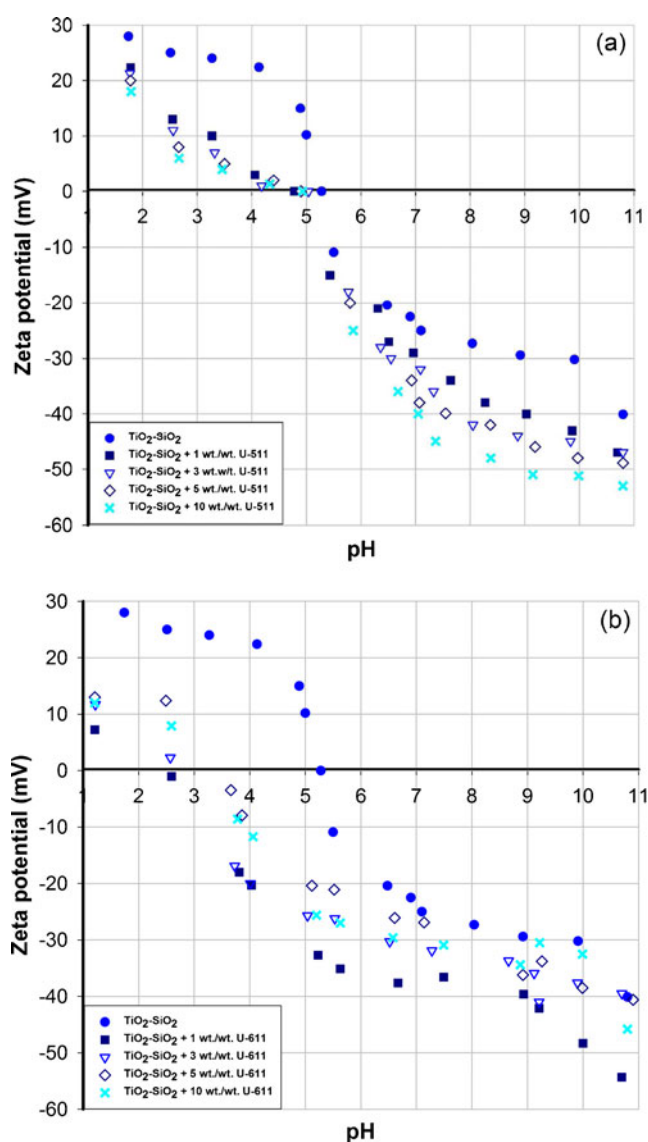 (a)
30
20
10
0
-10
-20
-30
-40
-50
-60
2 3 4 5 6 7 8 9 10 11
Zeta potential (mV)
pH
TiO2-SiO2
TiO2-SiO2 + 1 wt./wt. U-511
TiO2-SiO2 + 3 wt.w/t. U-511
TiO2-SiO2 + 5 wt./wt. U-511
TiO2-SiO2 + 10 wt./wt. U-511
(b)
30
20
10
0
-10
-20
-30
-40
-50
-60
1 2 3 4 5 6 7 8 9 10 11
Zeta potential (mV)
pH
TiO2-SiO2
TiO2-SiO2 + 1 wt./wt. U-611
TiO2-SiO2 + 3 wt./wt. U-611
TiO2-SiO2 + 5 wt./wt. U-611
TiO2-SiO2 + 10 wt./wt. U-611